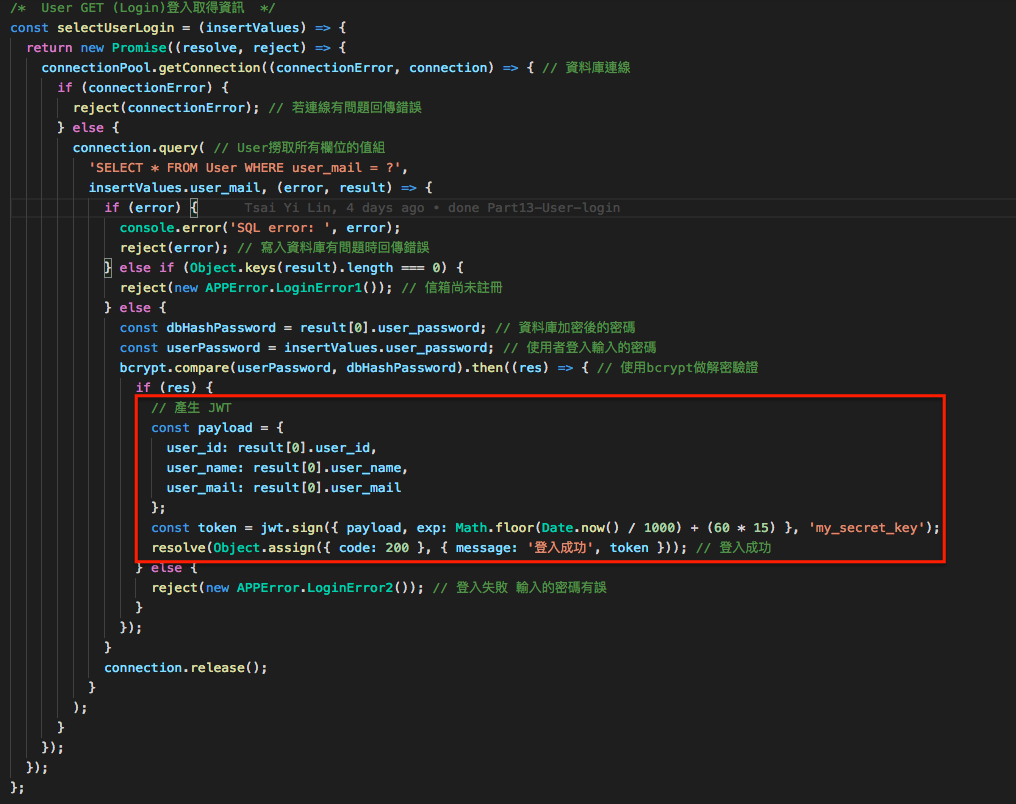 /*  User GET (Login)登入取得資訊  */
const selectUserLogin = (insertValues) => {
  return new Promise((resolve, reject) => {
    connectionPool.getConnection((connectionError, connection) => { // 資料庫連線
      if (connectionError) {
        reject(connectionError); // 若連線有問題回傳錯誤
      } else {
        connection.query( // User撈取所有欄位的值組
          'SELECT * FROM User WHERE user_mail = ?',
          insertValues.user_mail, (error, result) => {
            if (error) {      Tsai Yi Lin, 4 days ago • done Part13-User-login
              console.error('SQL error: ', error);
              reject(error); // 寫入資料庫有問題時回傳錯誤
            } else if (Object.keys(result).length === 0) {
              reject(new APPError.LoginError1()); // 信箱尚未註冊
            } else {
              const dbHashPassword = result[0].user_password; // 資料庫加密後的密碼
              const userPassword = insertValues.user_password; // 使用者登入輸入的密碼
              bcrypt.compare(userPassword, dbHashPassword).then((res) => { // 使用bcrypt做解密驗證
                if (res) {
                  // 產生 JWT
                  const payload = {
                    user_id: result[0].user_id,
                    user_name: result[0].user_name,
                    user_mail: result[0].user_mail
                  };
                  const token = jwt.sign({ payload, exp: Math.floor(Date.now() / 1000) + (60 * 15) }, 'my_secret_key');
                  resolve(Object.assign({ code: 200 }, { message: '登入成功', token })); // 登入成功
                } else {
                  reject(new APPError.LoginError2()); // 登入失敗 輸入的密碼有誤
                }
              });
            }
            connection.release();
          }
        );
      }
    });
  });
};